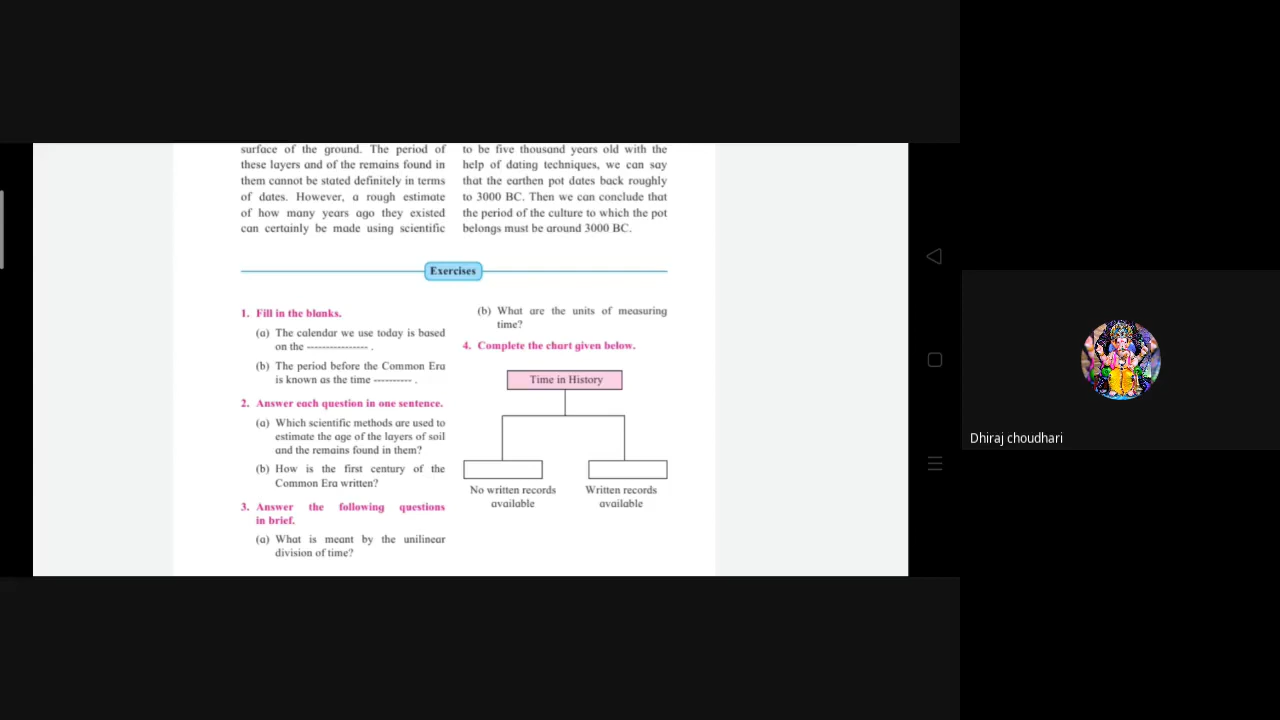 surface of the ground. The period of
these layers and of the remains found in
them cannot be stated definitely in terms
of dates. However, a rough estimate
of how many years ago they existed
can certainly be made using scientific
to be five thousand years old with the
help of dating techniques, we can say
that the earthen pot dates back roughly
to 3000 BC. Then we can conclude that
the period of the culture to which the pot
belongs must be around 3000 BC.
Exercises
1. Fill in the blanks.
(a) The calendar we use today is based
on the ---------------- .
(b) The period before the Common Era
is known as the time ---------- .
2. Answer each question in one sentence.
(a) Which scientific methods are used to
estimate the age of the layers of soil
and the remains found in them?
(b) How is the first century of the
Common Era written?
3. Answer the following questions
in brief.
(a) What is meant by the unilinear
division of time?
(b) What are the units of measuring
time?
4. Complete the chart given below.
Time in History
No written records
available
Written records
available
Dhiraj choudhari